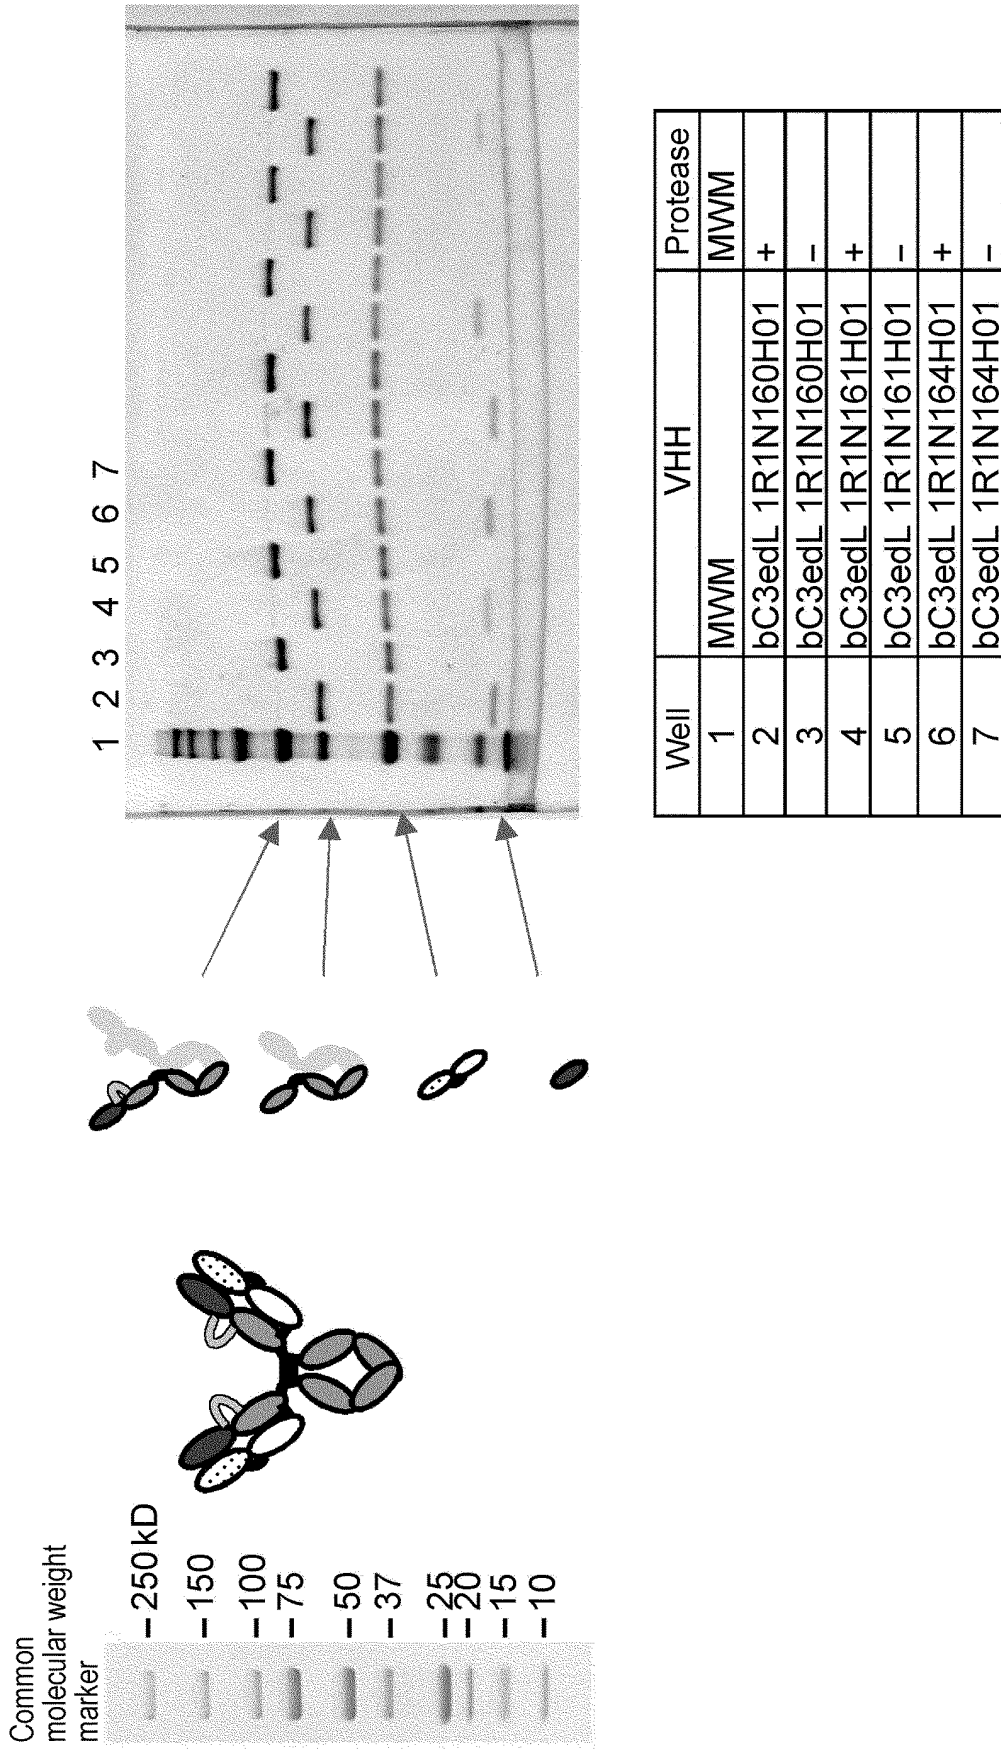 Common
molecular weight
marker
250kD
150
100
75
50
37
25
20
15
10
1 2 3 4 5 6 7
Well VHH Protease
1 MWM MWM
2 bC3edL 1R1N160H01 +
3 bC3edL 1R1N160H01 −
4 bC3edL 1R1N161H01 +
5 bC3edL 1R1N161H01 −
6 bC3edL 1R1N164H01 +
7 bC3edL 1R1N164H01 −